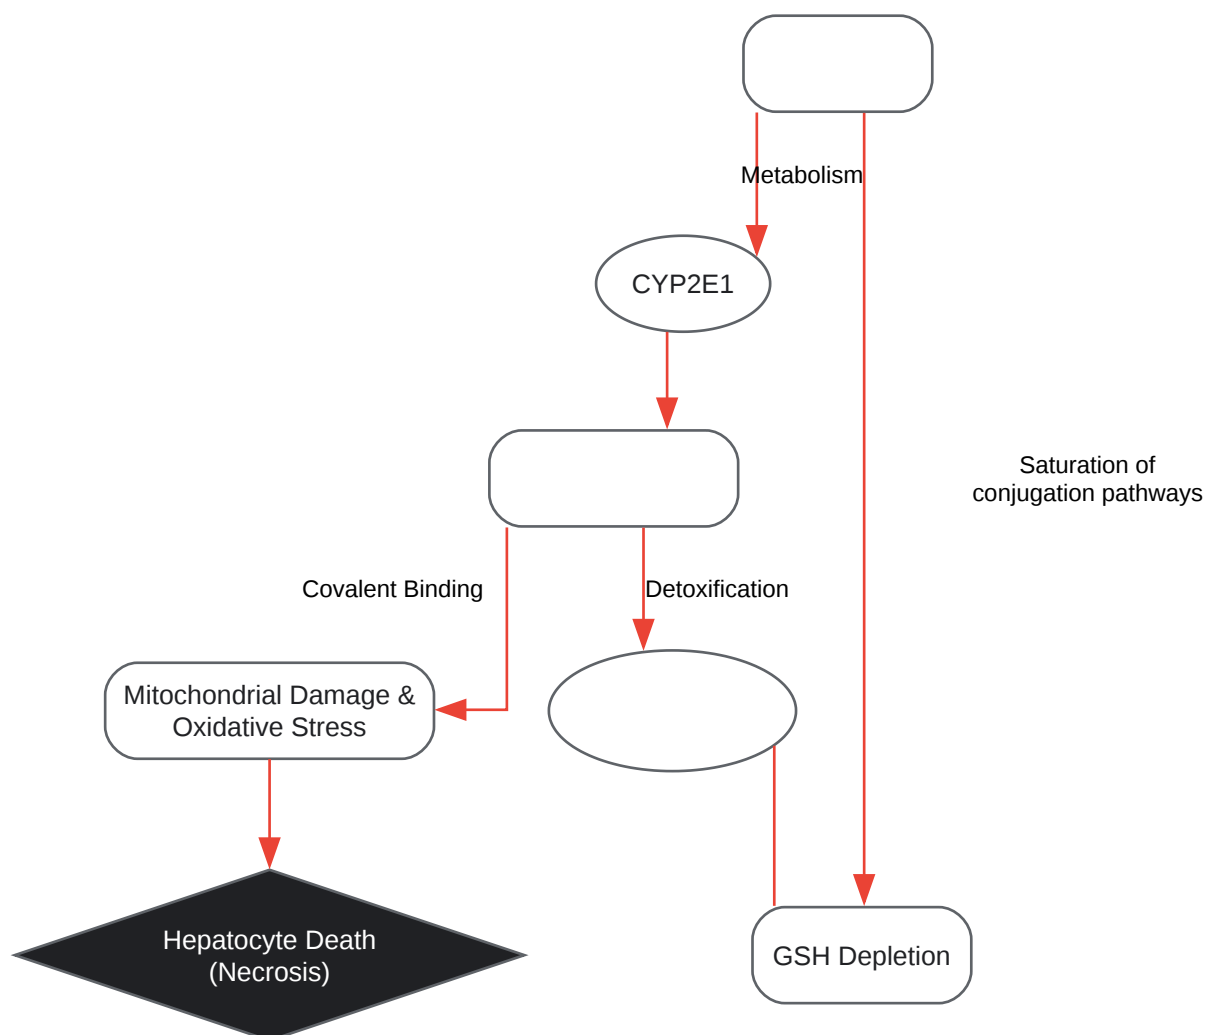 Metabolism
CYP2E1
Saturation of
conjugation pathways
Covalent Binding
Detoxification
Mitochondrial Damage &
Oxidative Stress
Hepatocyte Death
(Necrosis)
GSH Depletion